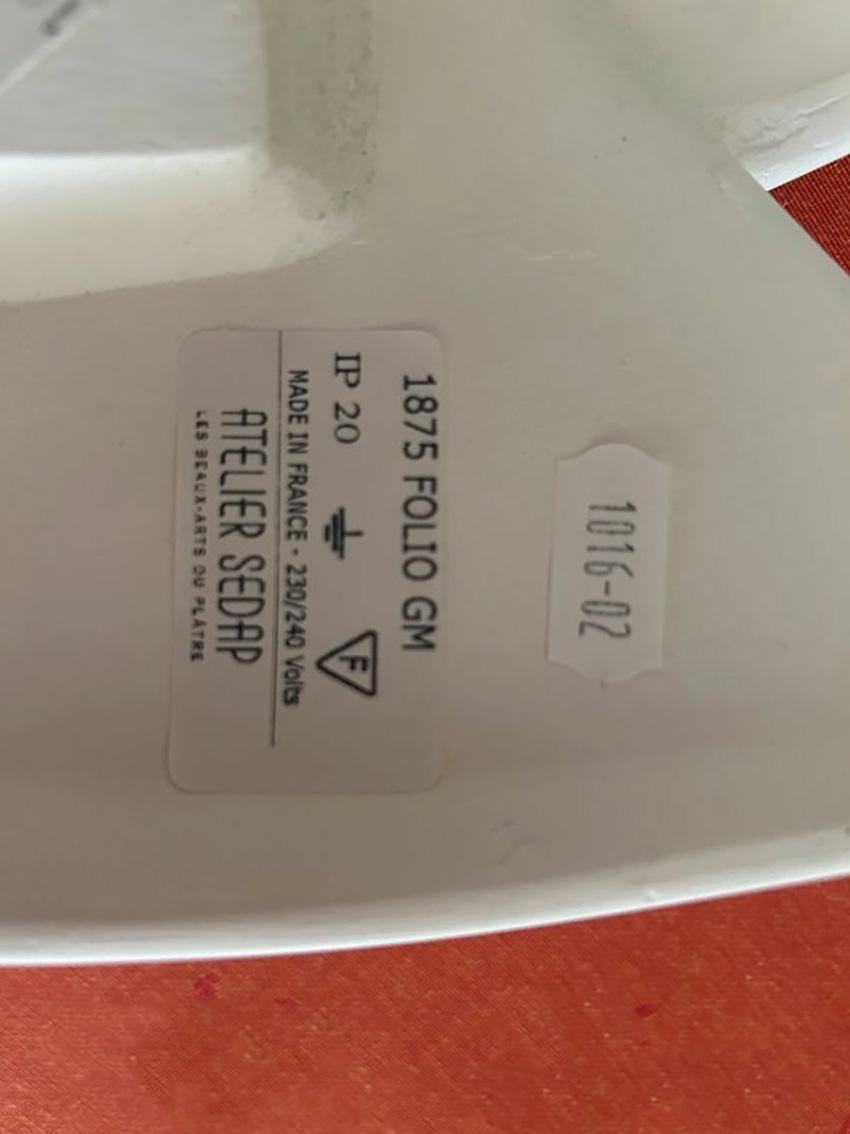 1016-02
1875 FOLIO GM
IP 20 F
MADE IN FRANCE - 230/240 Volts
ATELIER SEDAP
LES BEAUX-ARTS DU PLÂTRE